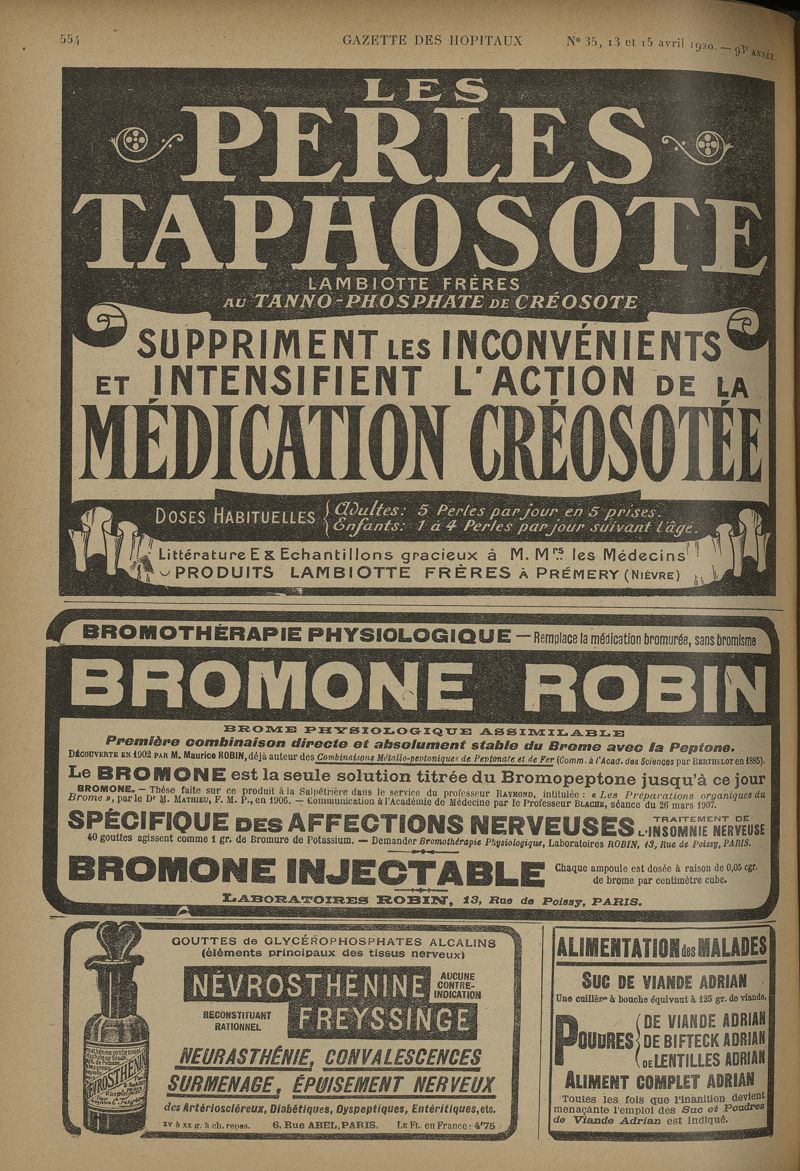 554
GAZETTE DES HOPITAUX
N° 35, 13 et 15 avril 1920. — 93e ANNÉE.
LES
PERLES
TAPHOSOTE
LAMBIOTTE FRÈRES
AU TANNO-PHOSPHATE DE CRÉOSOTE
SUPPRIMENT LES INCONVÉNIENTS
ET INTENSIFIENT L'ACTION DE LA
MÉDICATION CRÉOSOTÉE
DOSES HABITUELLES { Adultes: 5 Perles par jour en 5 prises.
Enfants: 1 à 4 Perles par jour suivant l'âge.
Littérature E & Echantillons gracieux à M.Mrs les Médecins
PRODUITS LAMBIOTTE FRÈRES À PRÉMERY (NIÈVRE)
BROMOTHÉRAPIE PHYSIOLOGIQUE — Remplace la médication bromurée, sans bromisme
BROMONE ROBIN
BROME PHYSIOLOGIQUE ASSIMILABLE
Première combinaison directe et absolument stable du Brome avec la Peptone.
DÉCOUVERTE EN 1902 PAR M. Maurice ROBIN, déjà auteur des Combinaisons Métallo-peptoniques de Peptonate et de Fer (Comm. à l'Acad. des Sciences par BERTHELOT en 1885).
Le BROMONE est la seule solution titrée du Bromopeptone jusqu'à ce jour
BROMONE. — Thèse faite sur ce produit à la Salpêtrière dans le service du professeur RAYMOND, intitulée : « Les Préparations organiques du
Brome », par le Dr M. MATHIEU, F. M. P., en 1906. — Communication à l'Académie de Médecine par le Professeur BLACHE, séance du 26 mars 1907.
SPÉCIFIQUE DES AFFECTIONS NERVEUSES
TRAITEMENT DE
L'INSOMNIE NERVEUSE
40 gouttes agissent comme 1 gr. de Bromure de Potassium. — Demander Bromothérapie Physiologique, Laboratoires ROBIN, 13, Rue de Poissy, PARIS.
BROMONE INJECTABLE
Chaque ampoule est dosée à raison de 0,05 cgr.
de brome par centimètre cube.
LABORATOIRES ROBIN, 13, Rue de Poissy, PARIS.
GOUTTES de GLYCÉROPHOSPHATES ALCALINS
(éléments principaux des tissus nerveux)
NÉVROSTHÉNINE
AUCUNE
CONTRE-
INDICATION
RECONSTITUANT
RATIONNEL
FREYSSINGE
NEURASTHÉNIE, CONVALESCENCES
SURMENAGE, ÉPUISEMENT NERVEUX
des Artérioscléreux, Diabétiques, Dyspeptiques, Entéritiques, etc.
XV à XX g. à ch. repas. 6, Rue ABEL, PARIS. LE FL. en France : 4f75
NEVROSTHÉNINE
ALIMENTATION des MALADES
SUC DE VIANDE ADRIAN
Une cuillère à bouche équivaut à 125 gr. de viande.
POUDRES { DE VIANDE ADRIAN
DE BIFTECK ADRIAN
DE LENTILLES ADRIAN
ALIMENT COMPLET ADRIAN
Toutes les fois que l'inanition devient
menaçante l'emploi des Suc et Poudres
de Viande Adrian est indiqué.